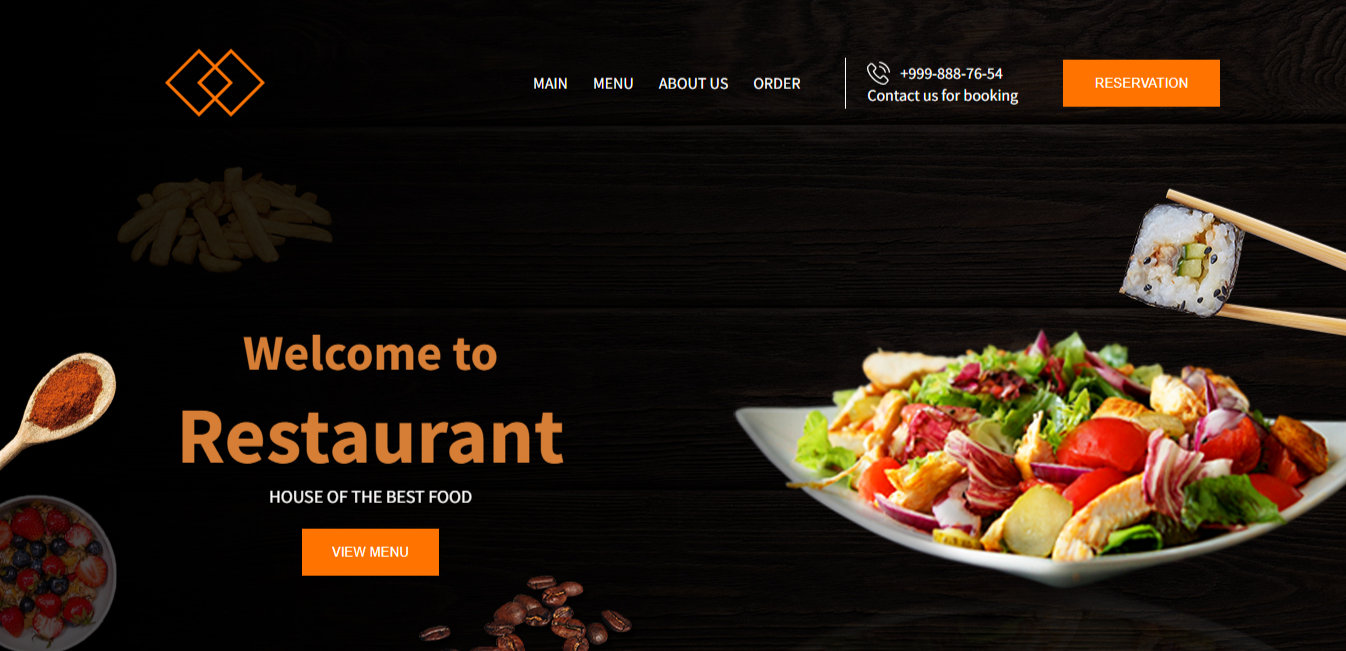 MAIN MENU ABOUT US ORDER
+999-888-76-54
Contact us for booking
RESERVATION
Welcome to
Restaurant
HOUSE OF THE BEST FOOD
VIEW MENU